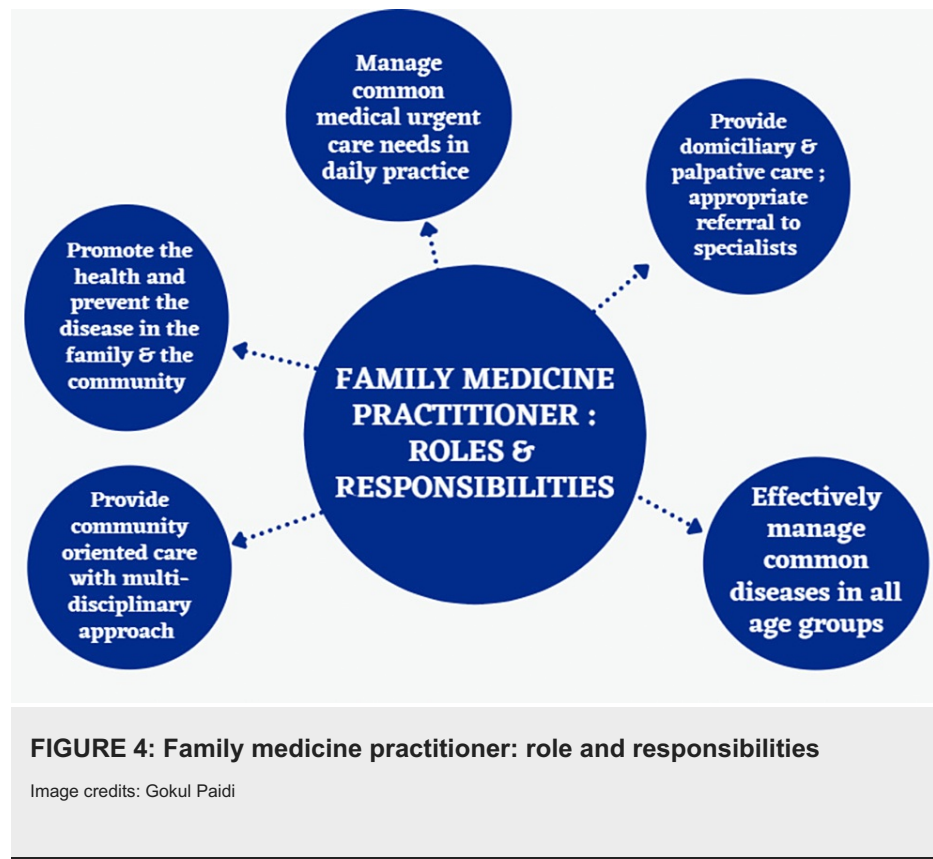 Manage
common
medical urgent
care needs in
daily practice
Provide
domiciliary &
palpative care ;
appropriate
referral to
specialists
Promote the
health and
prevent the
disease in the
family & the
community
FAMILY MEDICINE
PRACTITIONER :
ROLES &
RESPONSIBILITIES
Provide
community
oriented care
with multi-
disciplinary
approach
Effectively
manage
common
diseases in all
age groups
FIGURE 4: Family medicine practitioner: role and responsibilities
Image credits: Gokul Paidi